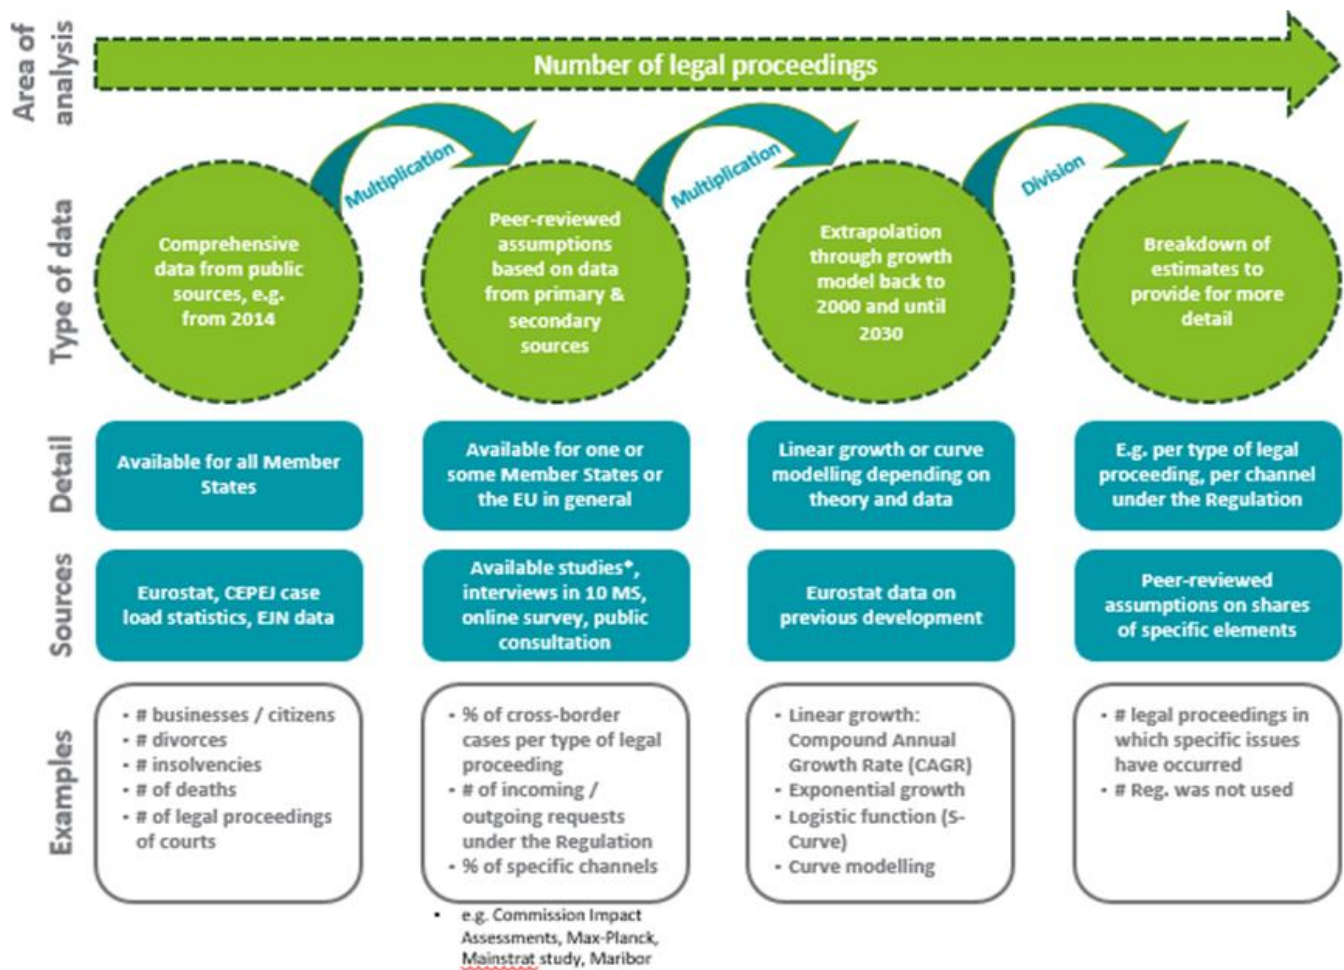 Area of
analysis
Number of legal proceedings
Multiplication
Multiplication
Division
Type of data
Comprehensive
data from public
sources, e.g.
from 2014
Peer-reviewed
assumptions
based on data
from primary &
secondary
sources
Extrapolation
through growth
model back to
2000 and until
2030
Breakdown of
estimates to
provide for more
detail
Detail
Available for all Member
States
Available for one or
some Member States or
the EU in general
Linear growth or curve
modelling depending on
theory and data
E.g. per type of legal
proceeding, per channel
under the Regulation
Sources
Eurostat, CEPEJ case
load statistics, EJN data
Available studies*,
interviews in 10 MS,
online survey, public
consultation
Eurostat data on
previous development
Peer-reviewed
assumptions on shares
of specific elements
Examples
• # businesses / citizens
• # divorces
• # insolvencies
• # of deaths
• # of legal proceedings
of courts
• % of cross-border
cases per type of legal
proceeding
• # of incoming /
outgoing requests
under the Regulation
• % of specific channels
• Linear growth:
Compound Annual
Growth Rate (CAGR)
• Exponential growth
• Logistic function (S-
Curve)
• Curve modelling
• # legal proceedings in
which specific issues
have occurred
• # Reg. was not used
• e.g. Commission Impact
Assessments, Max-Planck,
Mainstrat study, Maribor